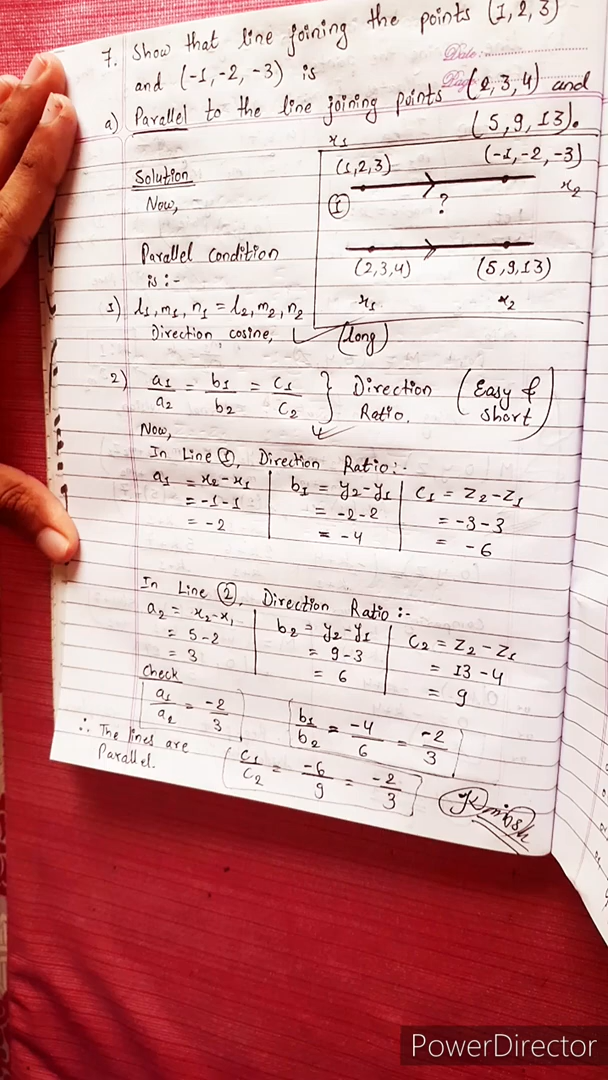 7. Show that line joining the points (1, 2, 3)
Date:
and (-1, -2, -3) is
Page
a) Parallel to the line joining points (2, 3, 4) and
(5, 9, 13).
x1
Solution
(1, 2, 3) (-1, -2, -3)
Now,
① ? x2
Parallel condition
is :-
(2, 3, 4) (5, 9, 13)
x1 x2
1) l1, m1, n1 = l2, m2, n2
Direction cosine, (long)
2) a1/a2 = b1/b2 = c1/c2 } Direction Ratio. (Easy & short)
Now,
In Line ①, Direction Ratio:-
a1 = x2-x1 | b1 = y2-y1 | c1 = z2-z1
= -1-1 | = -2-2 | = -3-3
= -2 | = -4 | = -6
In Line ②, Direction Ratio :-
a2 = x2-x1 | b2 = y2-y1 | c2 = z2-z1
= 5-2 | = 9-3 | = 13-4
= 3 | = 6 | = 9
Check
a1/a2 = -2/3 b1/b2 = -4/6 = -2/3
∴ The lines are
Parallel. c1/c2 = -6/9 = -2/3
PowerDirector